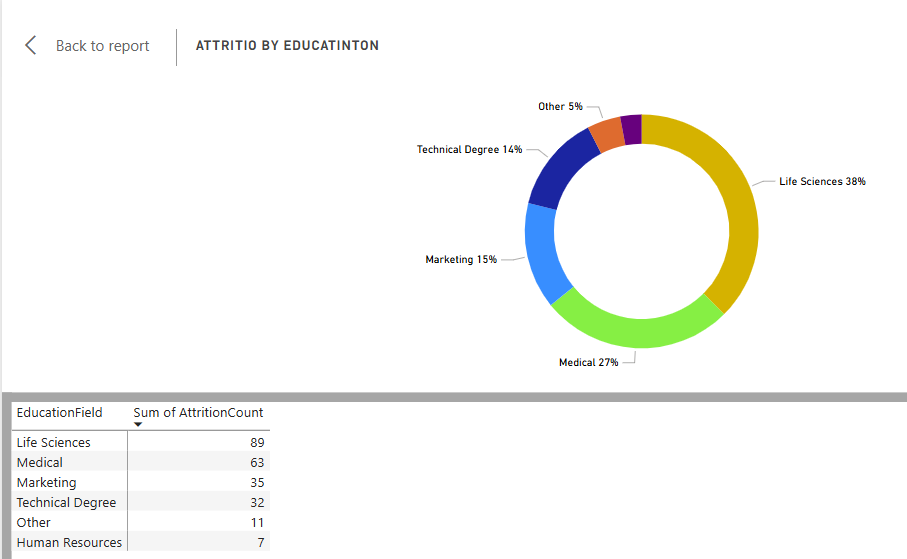 Back to report
ATTRITIO BY EDUCATINTON
Other 5%
Technical Degree 14%
Life Sciences 38%
Marketing 15%
Medical 27%
EducationField Sum of AttritionCount
Life Sciences 89
Medical 63
Marketing 35
Technical Degree 32
Other 11
Human Resources 7